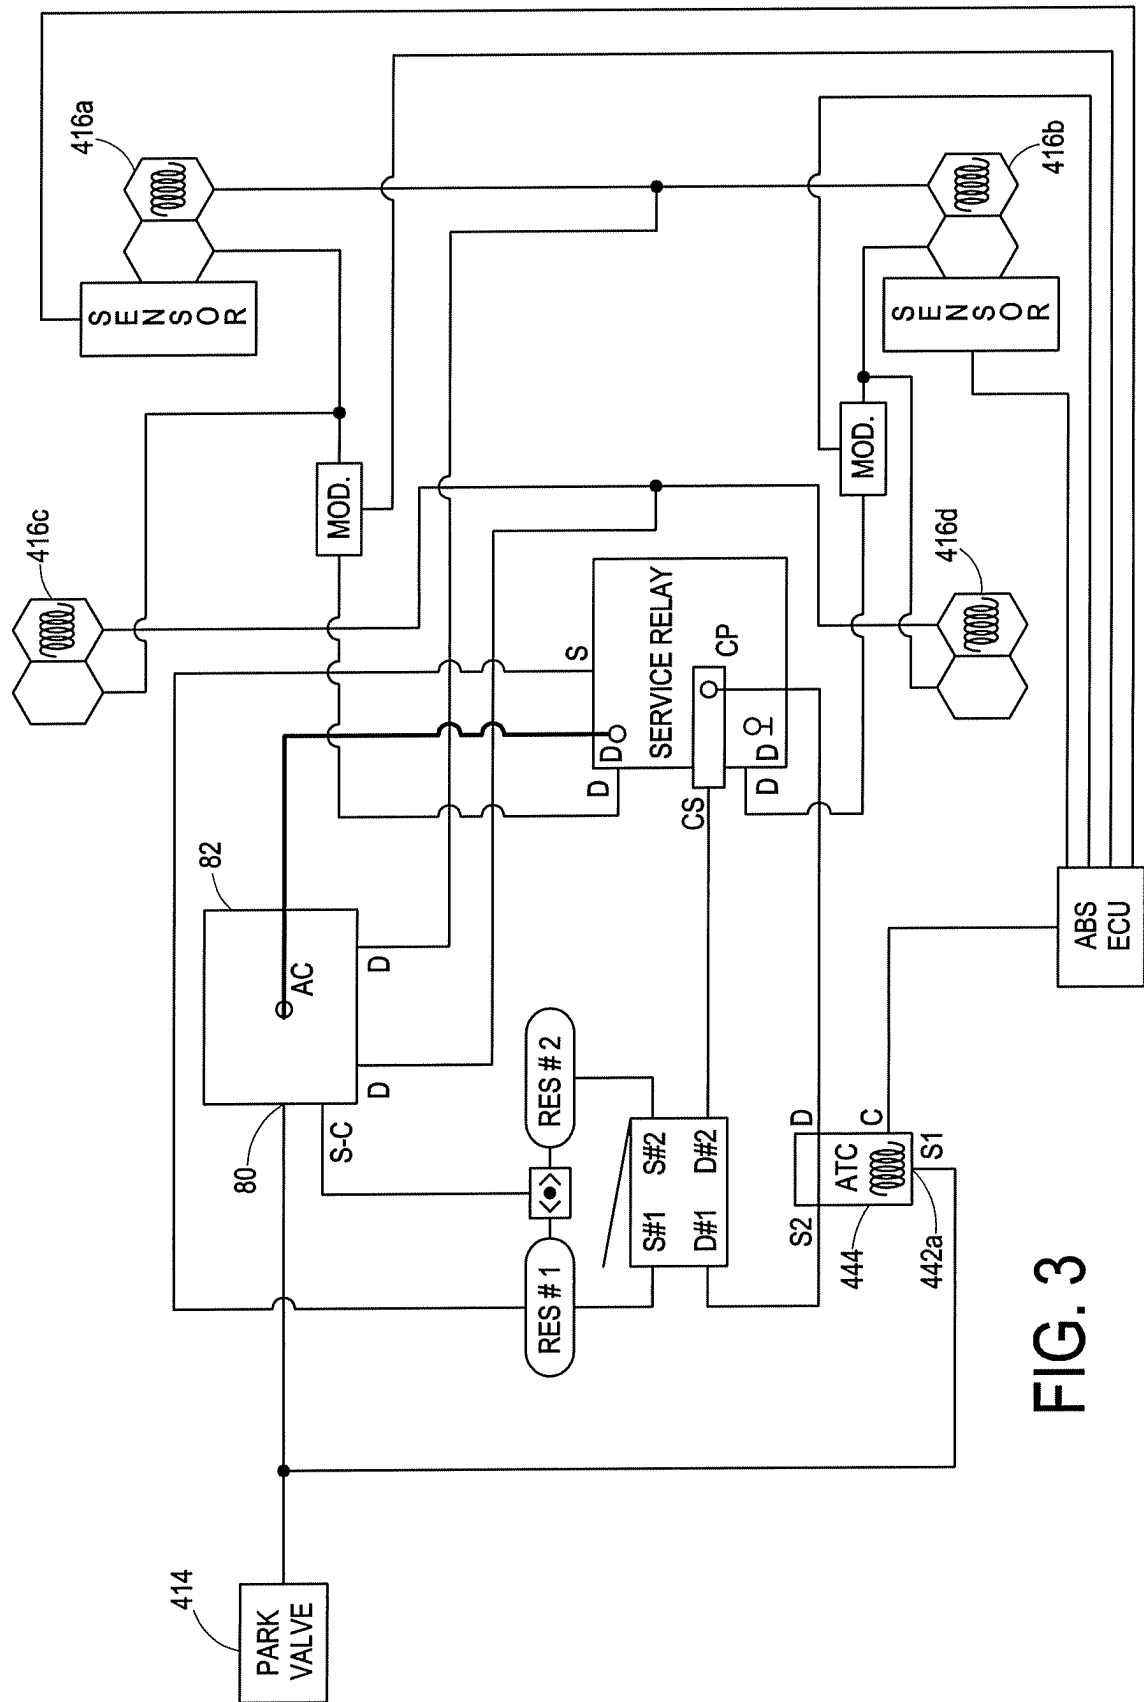 416a
416b
SENSOR
SENSOR
416c
MOD.
MOD.
416d
S
SERVICE RELAY
CP
D
D
D
D
CS
82
AC
D
D
80
S-C
RES # 2
RES # 1
S#1
S#2
D#1
D#2
D
C
S2
ATC
S1
444
442a
ABS
ECU
414
PARK
VALVE
FIG. 3